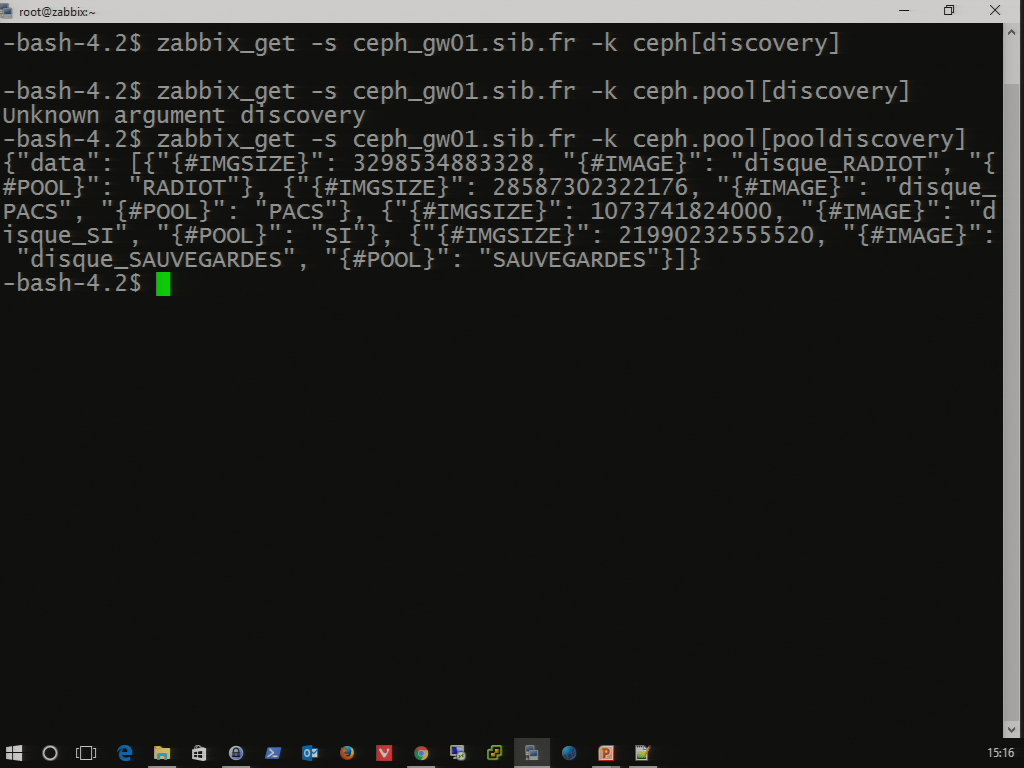 root@zabbix:~
-bash-4.2$ zabbix_get -s ceph_gw01.sib.fr -k ceph[discovery]
-bash-4.2$ zabbix_get -s ceph_gw01.sib.fr -k ceph.pool[discovery]
Unknown argument discovery
-bash-4.2$ zabbix_get -s ceph_gw01.sib.fr -k ceph.pool[pooldiscovery]
{"data": [{"{#IMGSIZE}": 3298534883328, "{#IMAGE}": "disque_RADIOT", "{
#POOL}": "RADIOT"}, {"{#IMGSIZE}": 28587302322176, "{#IMAGE}": "disque_
PACS", "{#POOL}": "PACS"}, {"{#IMGSIZE}": 1073741824000, "{#IMAGE}": "d
isque_SI", "{#POOL}": "SI"}, {"{#IMGSIZE}": 21990232555520, "{#IMAGE}":
 "disque_SAUVEGARDES", "{#POOL}": "SAUVEGARDES"}]}
-bash-4.2$
15:16